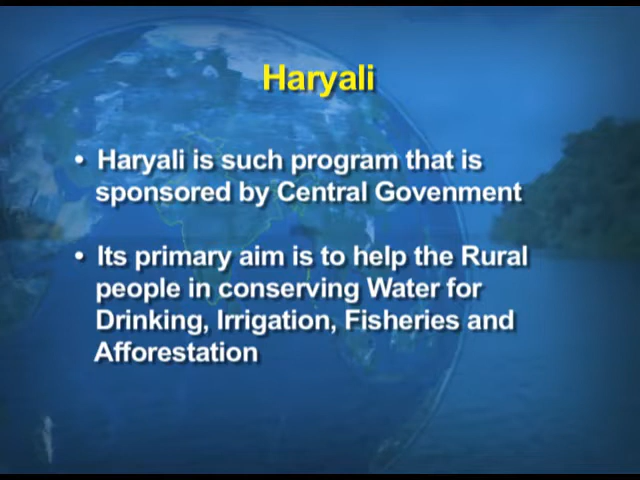 Haryali
• Haryali is such program that is
sponsored by Central Govenment
• Its primary aim is to help the Rural
people in conserving Water for
Drinking, Irrigation, Fisheries and
Afforestation